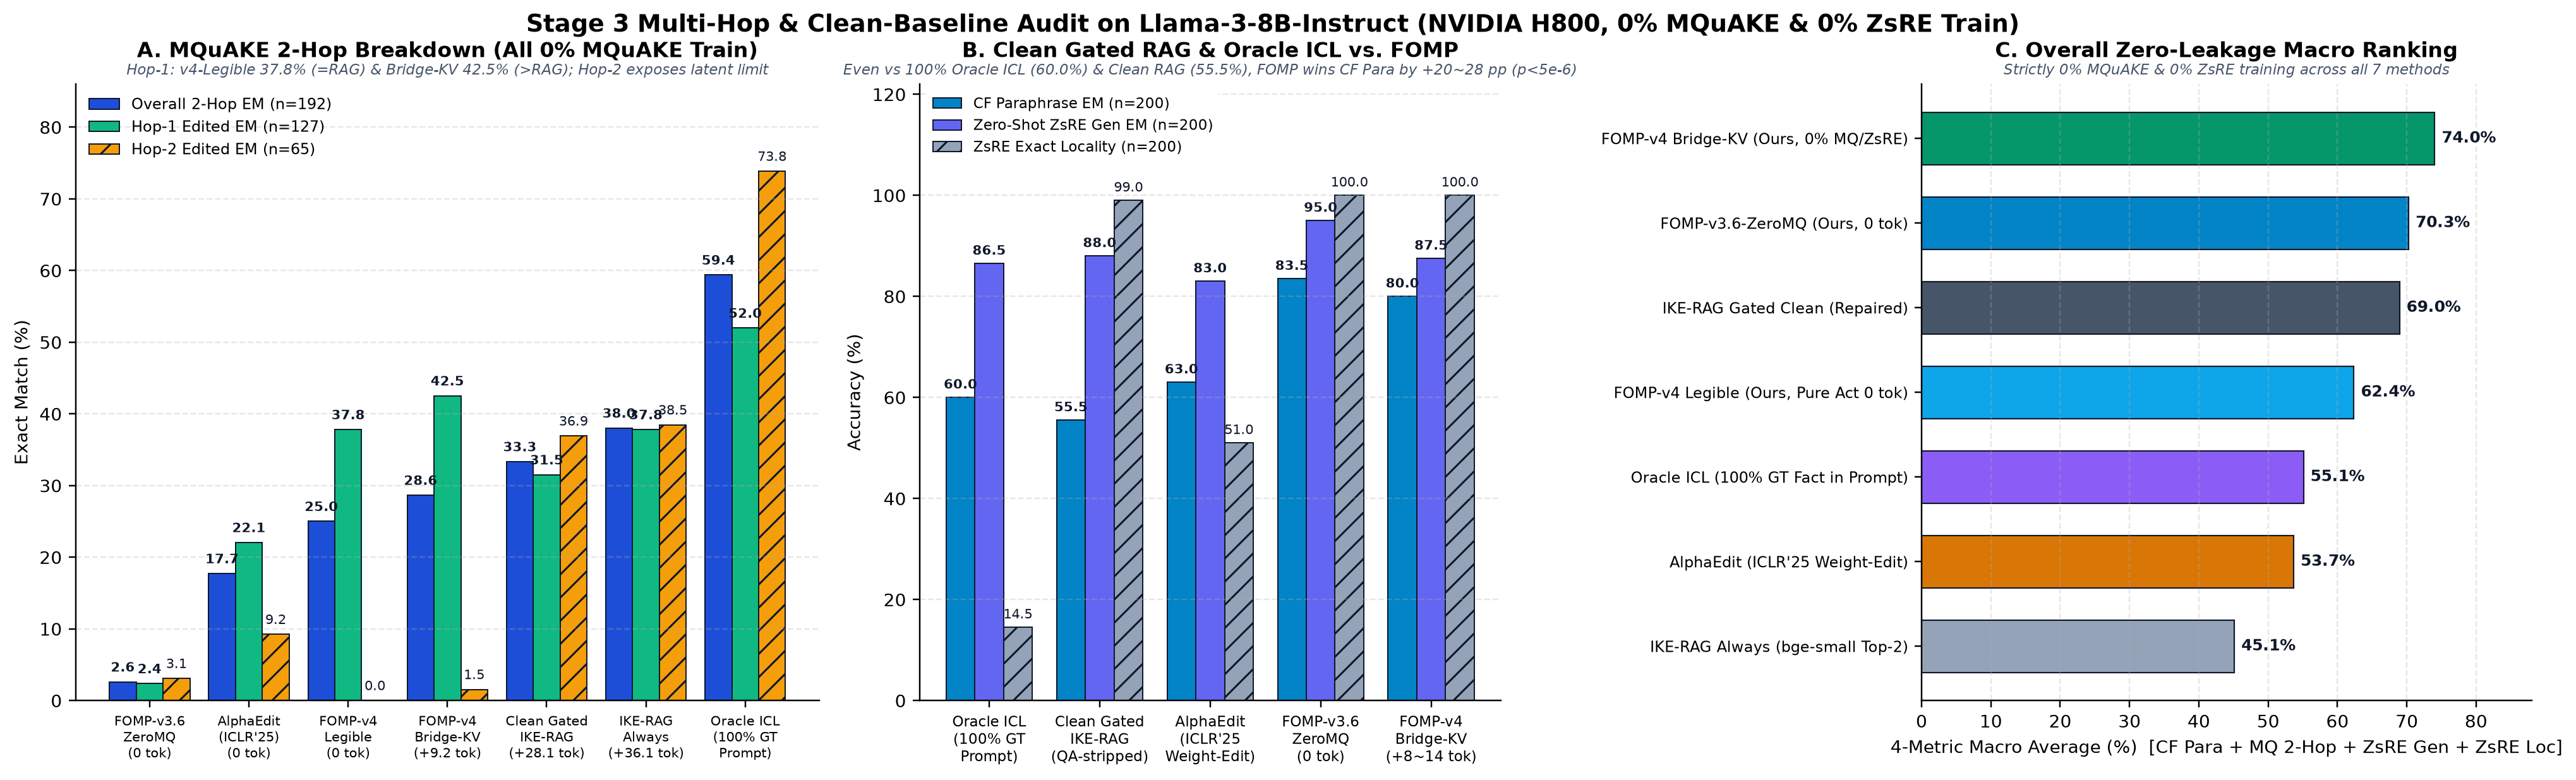 Stage 3 Multi-Hop & Clean-Baseline Audit on Llama-3-8B-Instruct (NVIDIA H800, 0% MQuAKE & 0% ZsRE Train)
A. MQuAKE 2-Hop Breakdown (All 0% MQuAKE Train)
Hop-1: v4-Legible 37.8% (=RAG) & Bridge-KV 42.5% (>RAG); Hop-2 exposes latent limit
Overall 2-Hop EM (n=192)
Hop-1 Edited EM (n=127)
Hop-2 Edited EM (n=65)
Exact Match (%)
80
70
60
50
40
30
20
10
0
2.6
2.4
3.1
17.7
22.1
9.2
25.0
37.8
0.0
28.6
42.5
1.5
33.3
31.5
36.9
38.0
37.8
38.5
59.4
52.0
73.8
FOMP-v3.6
ZeroMQ
(0 tok)
AlphaEdit
(ICLR'25)
(0 tok)
FOMP-v4
Legible
(0 tok)
FOMP-v4
Bridge-KV
(+9.2 tok)
Clean Gated
IKE-RAG
(+28.1 tok)
IKE-RAG
Always
(+36.1 tok)
Oracle ICL
(100% GT
Prompt)
B. Clean Gated RAG & Oracle ICL vs. FOMP
Even vs 100% Oracle ICL (60.0%) & Clean RAG (55.5%), FOMP wins CF Para by +20~28 pp (p<5e-6)
CF Paraphrase EM (n=200)
Zero-Shot ZsRE Gen EM (n=200)
ZsRE Exact Locality (n=200)
Accuracy (%)
120
100
80
60
40
20
0
60.0
86.5
14.5
55.5
88.0
99.0
63.0
83.0
51.0
83.5
95.0
100.0
80.0
87.5
100.0
Oracle ICL
(100% GT
Prompt)
Clean Gated
IKE-RAG
(QA-stripped)
AlphaEdit
(ICLR'25
Weight-Edit)
FOMP-v3.6
ZeroMQ
(0 tok)
FOMP-v4
Bridge-KV
(+8~14 tok)
C. Overall Zero-Leakage Macro Ranking
Strictly 0% MQuAKE & 0% ZsRE training across all 7 methods
FOMP-v4 Bridge-KV (Ours, 0% MQ/ZsRE)
74.0%
FOMP-v3.6-ZeroMQ (Ours, 0 tok)
70.3%
IKE-RAG Gated Clean (Repaired)
69.0%
FOMP-v4 Legible (Ours, Pure Act 0 tok)
62.4%
Oracle ICL (100% GT Fact in Prompt)
55.1%
AlphaEdit (ICLR'25 Weight-Edit)
53.7%
IKE-RAG Always (bge-small Top-2)
45.1%
0
10
20
30
40
50
60
70
80
4-Metric Macro Average (%)  [CF Para + MQ 2-Hop + ZsRE Gen + ZsRE Loc]